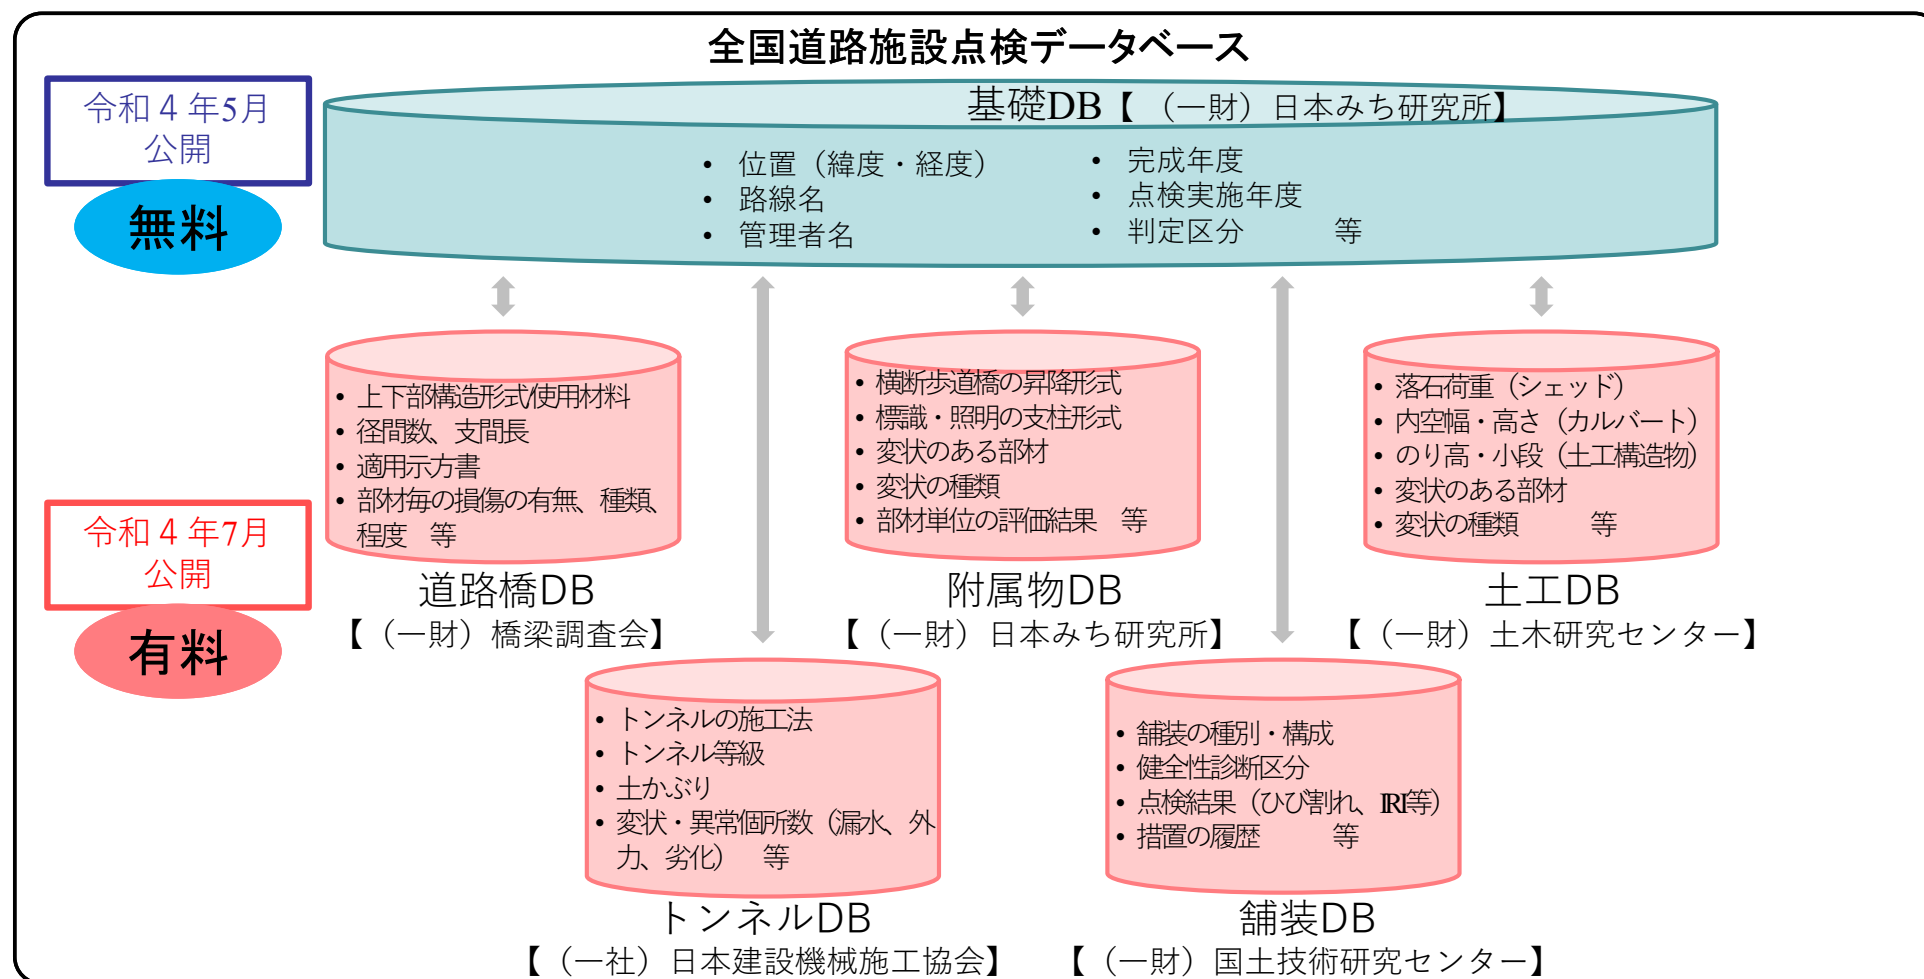 全国道路施設点検データベース
令和４年5月
公開
無料
基礎DB【 （一財）日本みち研究所】
• 位置（緯度・経度）
• 路線名
• 管理者名
• 完成年度
• 点検実施年度
• 判定区分　　　等
• 上下部構造形式/使用材料
• 径間数、支間長
• 適用示方書
• 部材毎の損傷の有無、種類、
程度　等
道路橋DB
【（一財）橋梁調査会】
• 横断歩道橋の昇降形式
• 標識・照明の支柱形式
• 変状のある部材
• 変状の種類
• 部材単位の評価結果　等
附属物DB
【（一財）日本みち研究所】
• 落石荷重（シェッド）
• 内空幅・高さ（カルバート）
• のり高・小段（土工構造物）
• 変状のある部材
• 変状の種類　　　等
土工DB
【（一財）土木研究センター】
令和４年7月
公開
有料
• トンネルの施工法
• トンネル等級
• 土かぶり
• 変状・異常個所数（漏水、外
力、劣化）　等
トンネルDB
【（一社）日本建設機械施工協会】
• 舗装の種別・構成
• 健全性診断区分
• 点検結果（ひび割れ、IRI等）
• 措置の履歴　　　等
舗装DB
【（一財）国土技術研究センター】